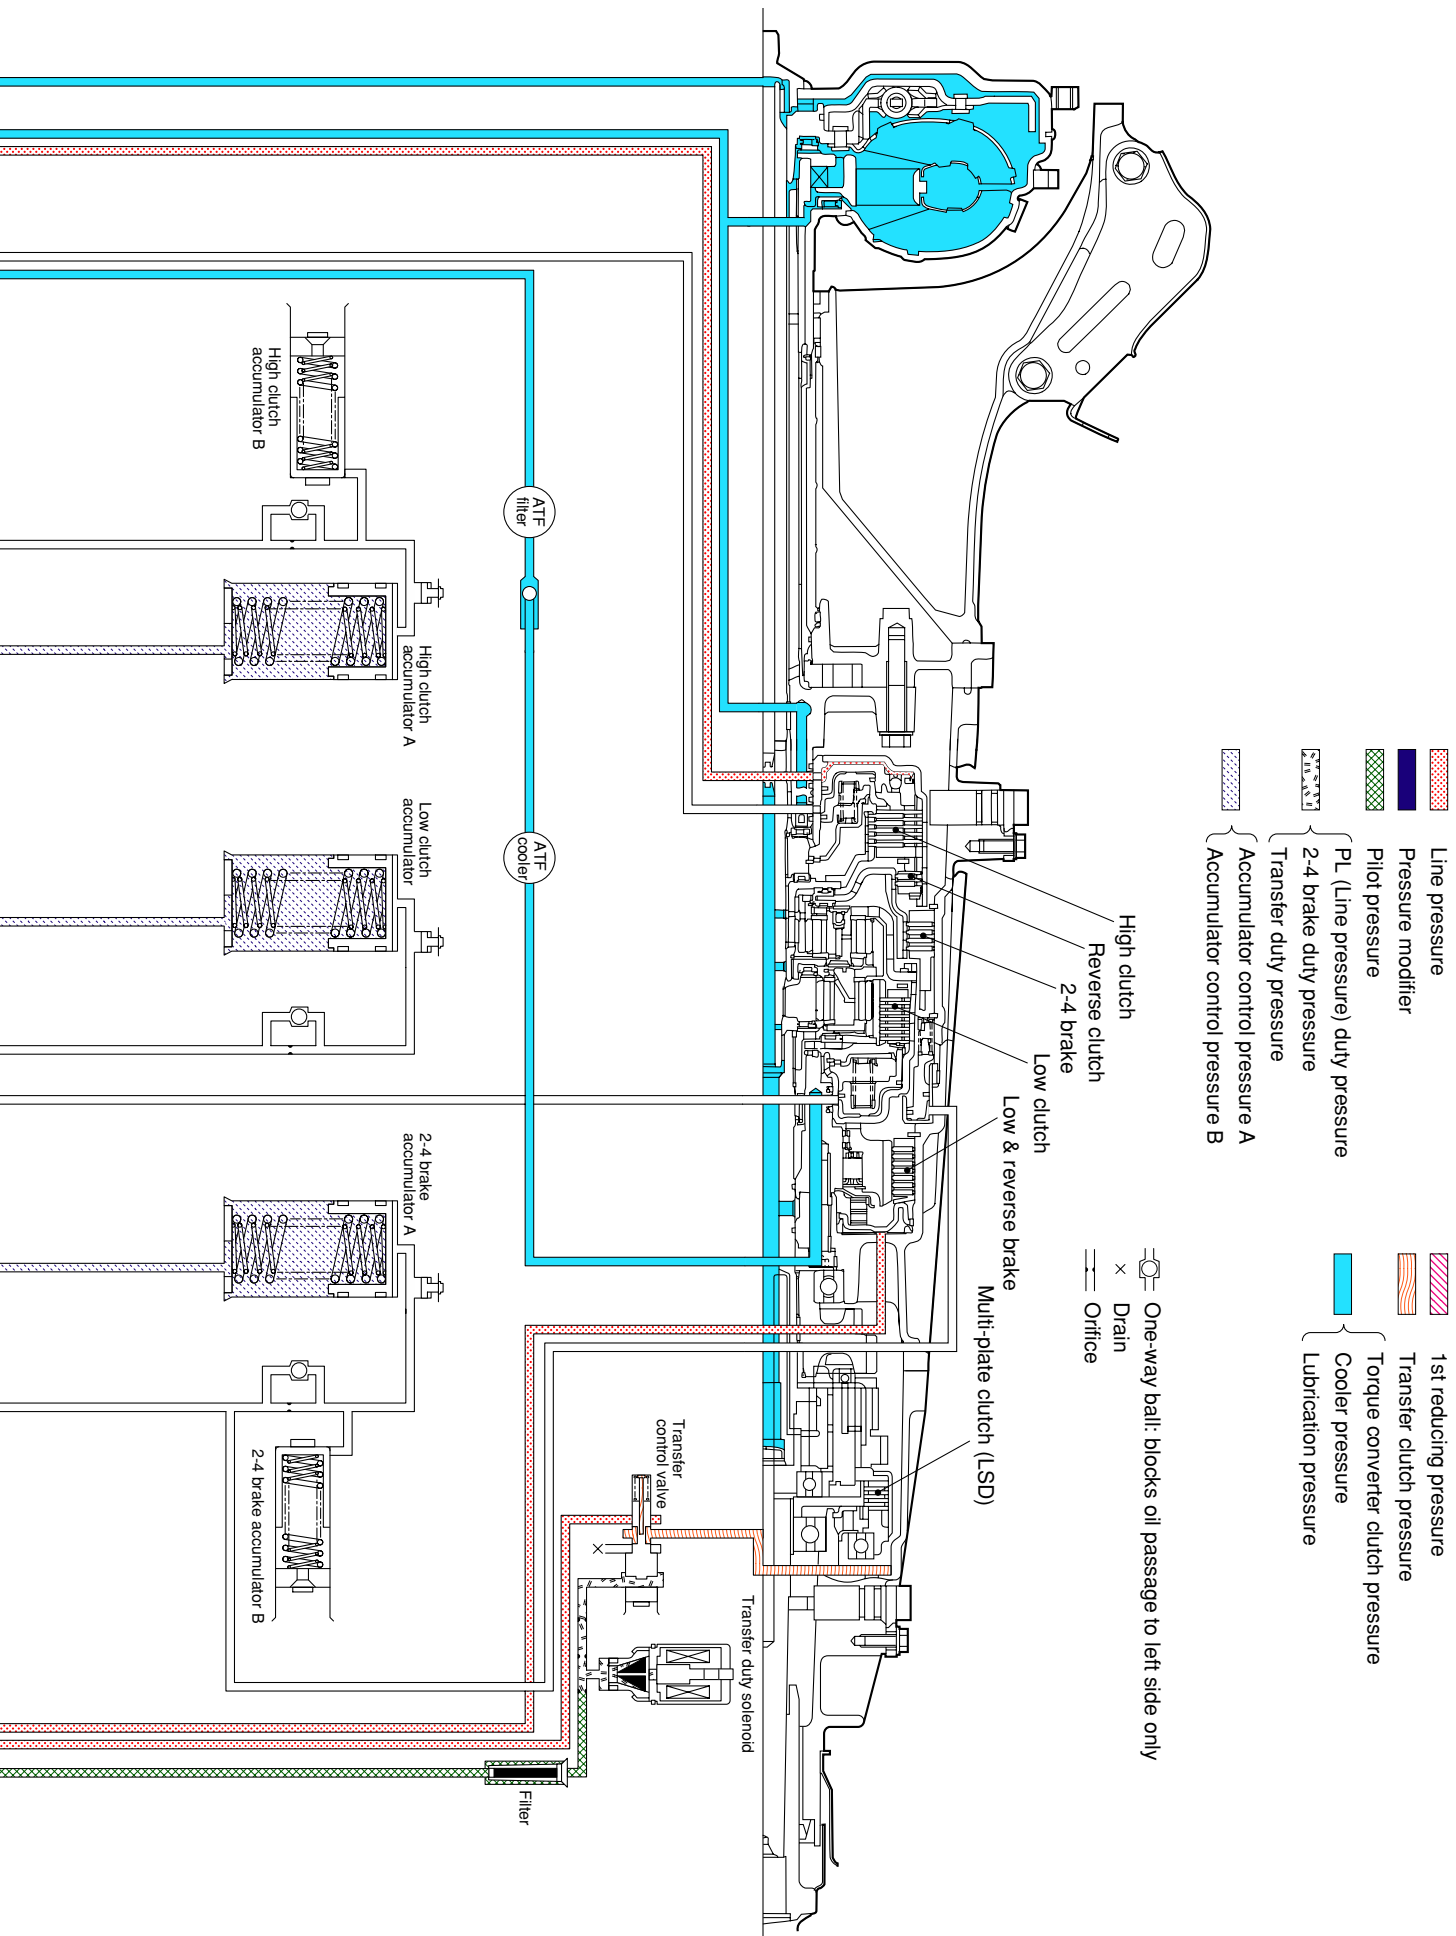 Line pressure
Pressure modifier
Pilot pressure
PL (Line pressure) duty pressure
2-4 brake duty pressure
Transfer duty pressure
Accumulator control pressure A
Accumulator control pressure B
1st reducing pressure
Transfer clutch pressure
Torque converter clutch pressure
Cooler pressure
Lubrication pressure
One-way ball: blocks oil passage to left side only
× Drain
Orifice
High clutch
Reverse clutch
2-4 brake
Low clutch
Low & reverse brake
Multi-plate clutch (LSD)
Transfer duty solenoid
Transfer
control valve
ATF
filter
ATF
cooler
Filter
High clutch
accumulator A
Low clutch
accumulator
2-4 brake
accumulator A
High clutch
accumulator B
2-4 brake accumulator B